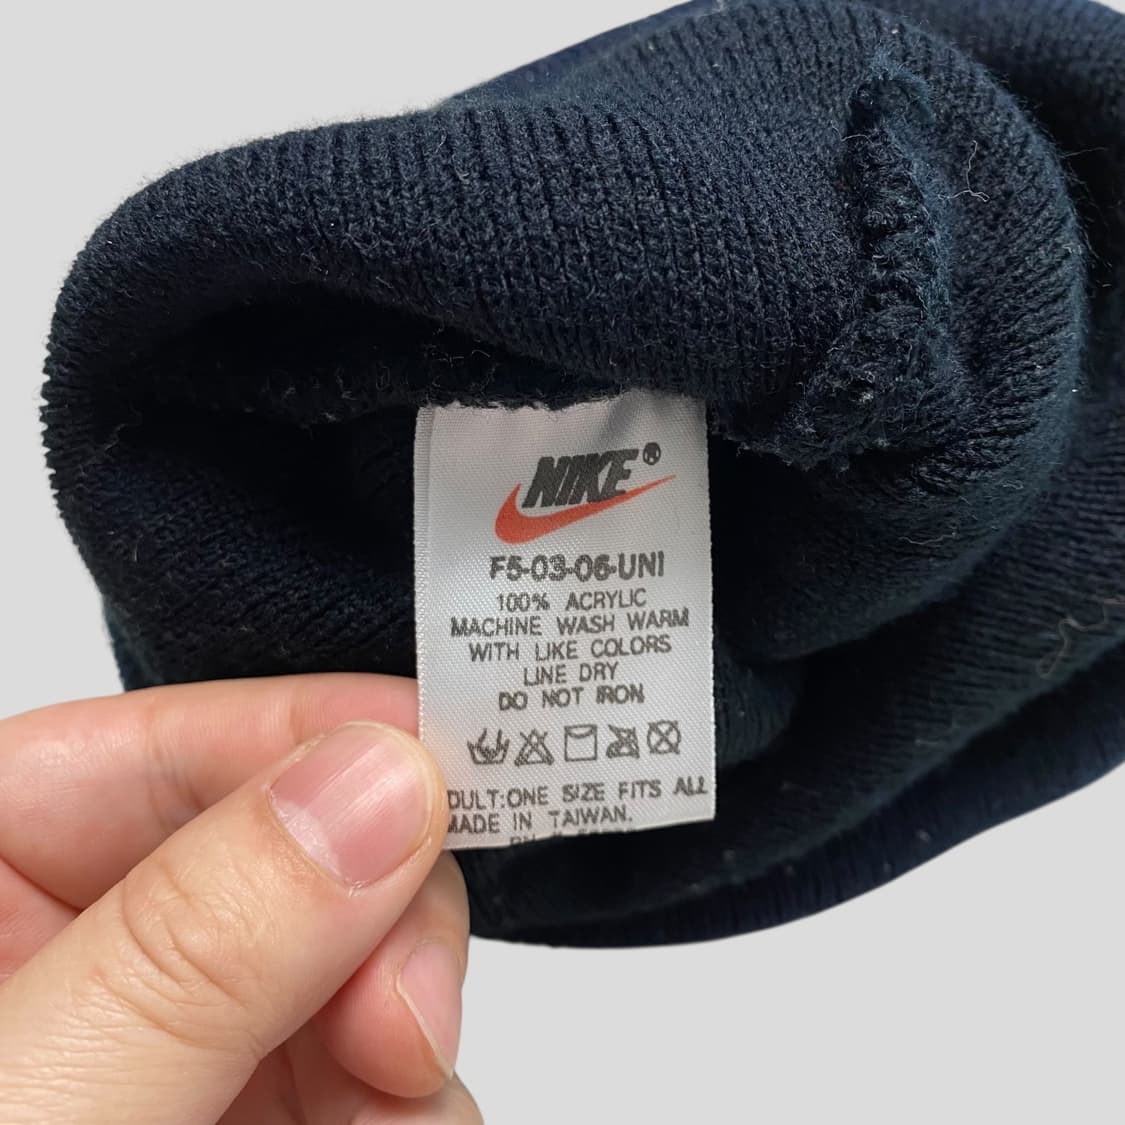 NIKE®
F5-03-06-UNI
100% ACRYLIC
MACHINE WASH WARM
WITH LIKE COLORS
LINE DRY
DO NOT IRON
DULT:ONE SIZE FITS ALL
MADE IN TAIWAN.